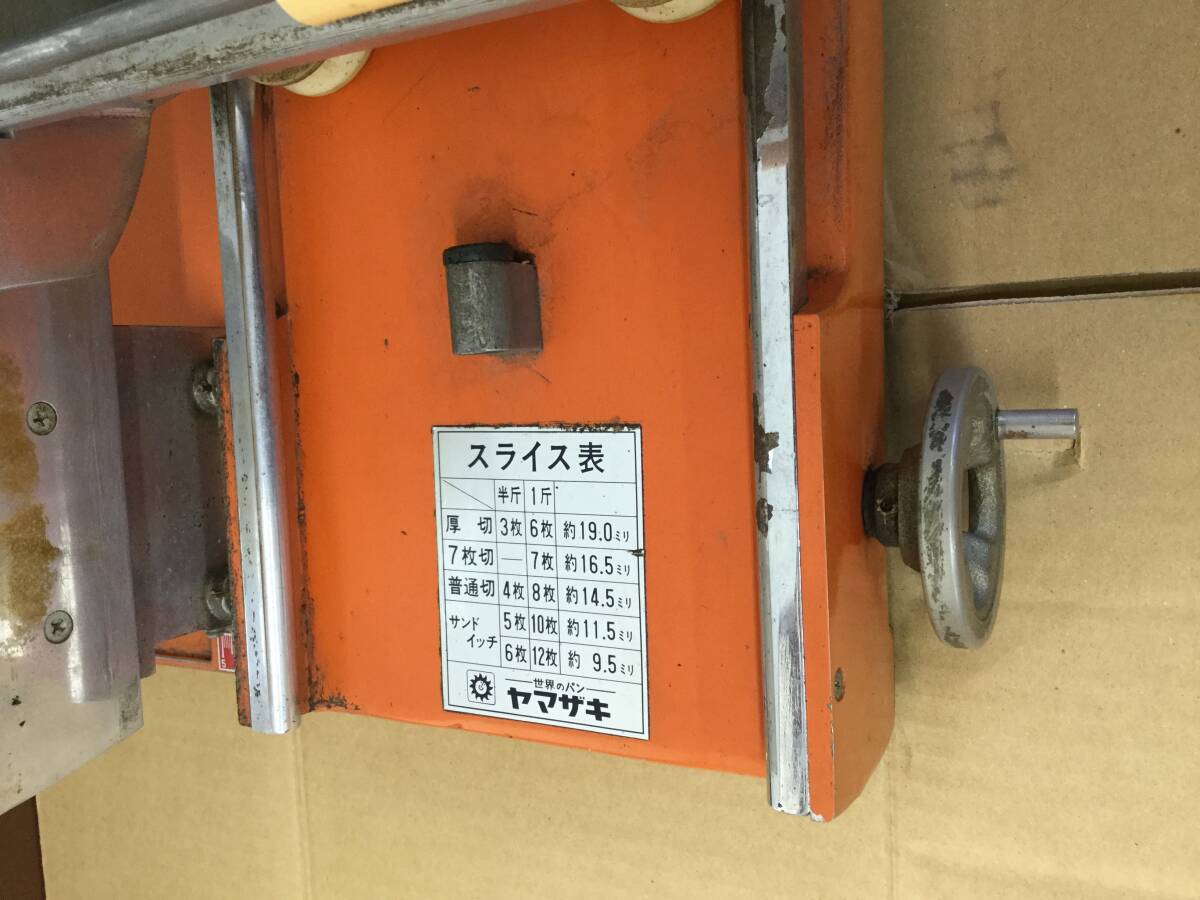 スライス表
半斤 1斤
厚切 3枚 6枚 約19.0ミリ
7枚切 — 7枚 約16.5ミリ
普通切 4枚 8枚 約14.5ミリ
サンドイッチ 5枚 10枚 約11.5ミリ
6枚 12枚 約 9.5ミリ
世界のパン
ヤマザキ
5